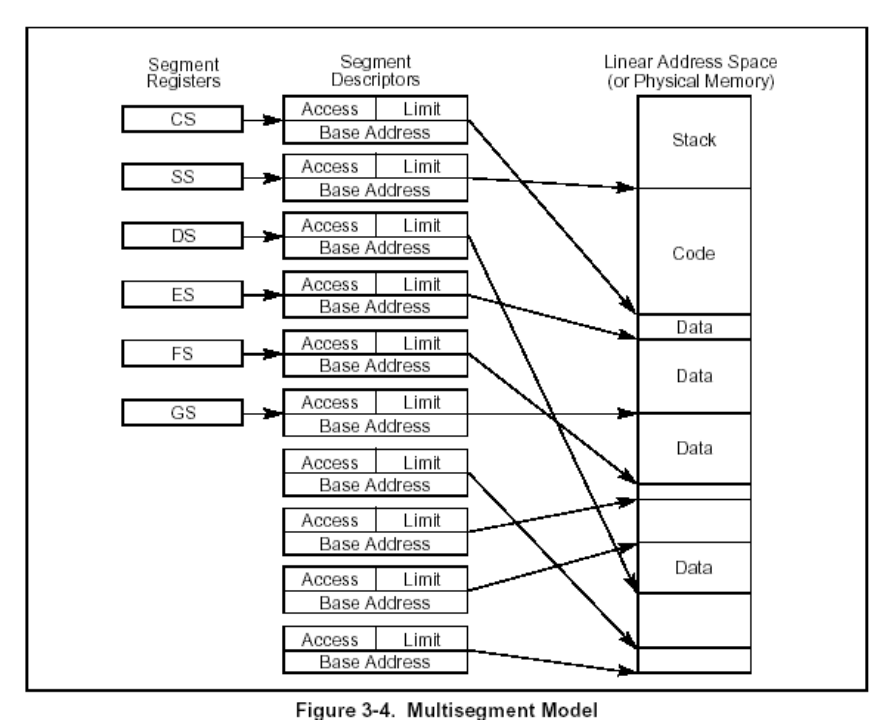 Segment Registers
Segment Descriptors
Linear Address Space (or Physical Memory)
CS
Access Limit
Base Address
Stack
SS
Access Limit
Base Address
DS
Access Limit
Base Address
Code
ES
Access Limit
Base Address
Data
FS
Access Limit
Base Address
Data
GS
Access Limit
Base Address
Data
Access Limit
Base Address
Access Limit
Base Address
Access Limit
Base Address
Data
Access Limit
Base Address
Figure 3-4. Multisegment Model